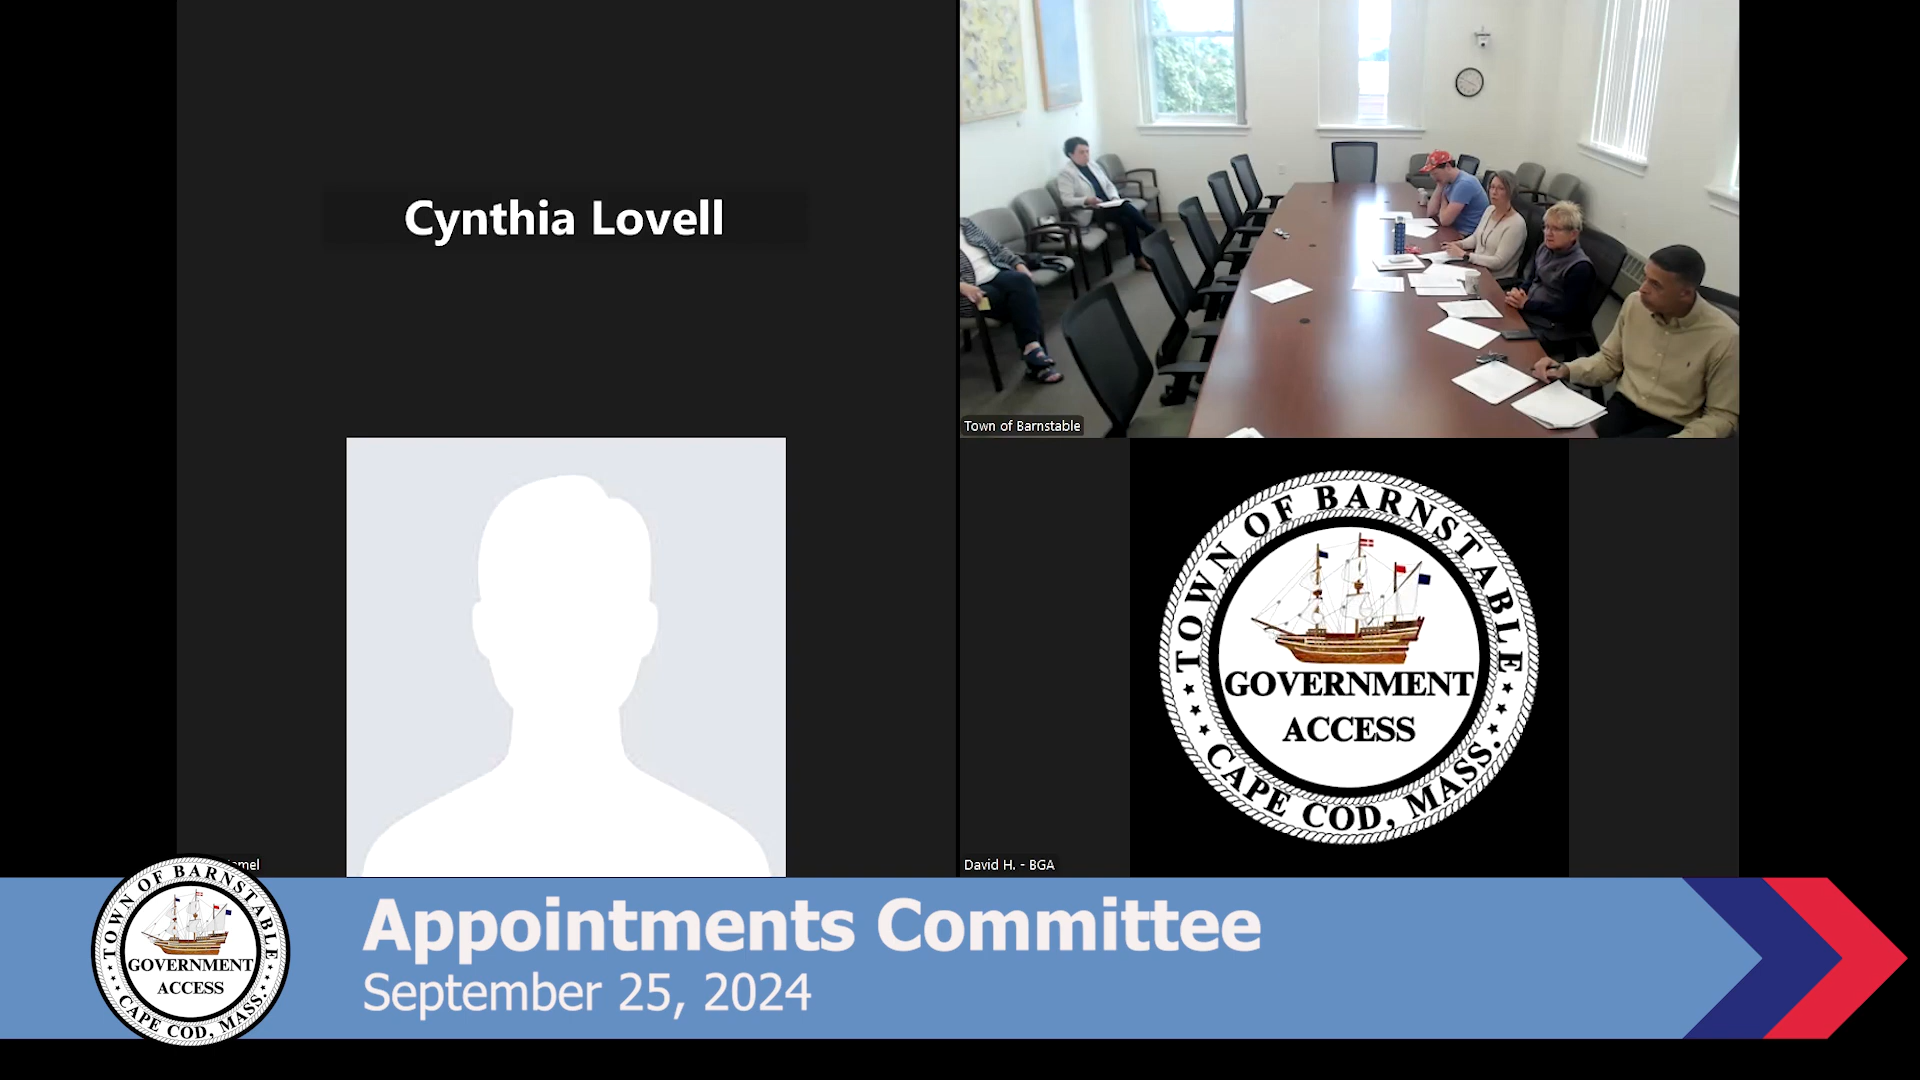 Cynthia Lovell
Town of Barnstable
TOWN OF BARNSTABLE
GOVERNMENT
ACCESS
CAPE COD, MASS.
David H. - BGA
TOWN OF BARNSTABLE
GOVERNMENT
ACCESS
CAPE COD, MASS.
Appointments Committee
September 25, 2024